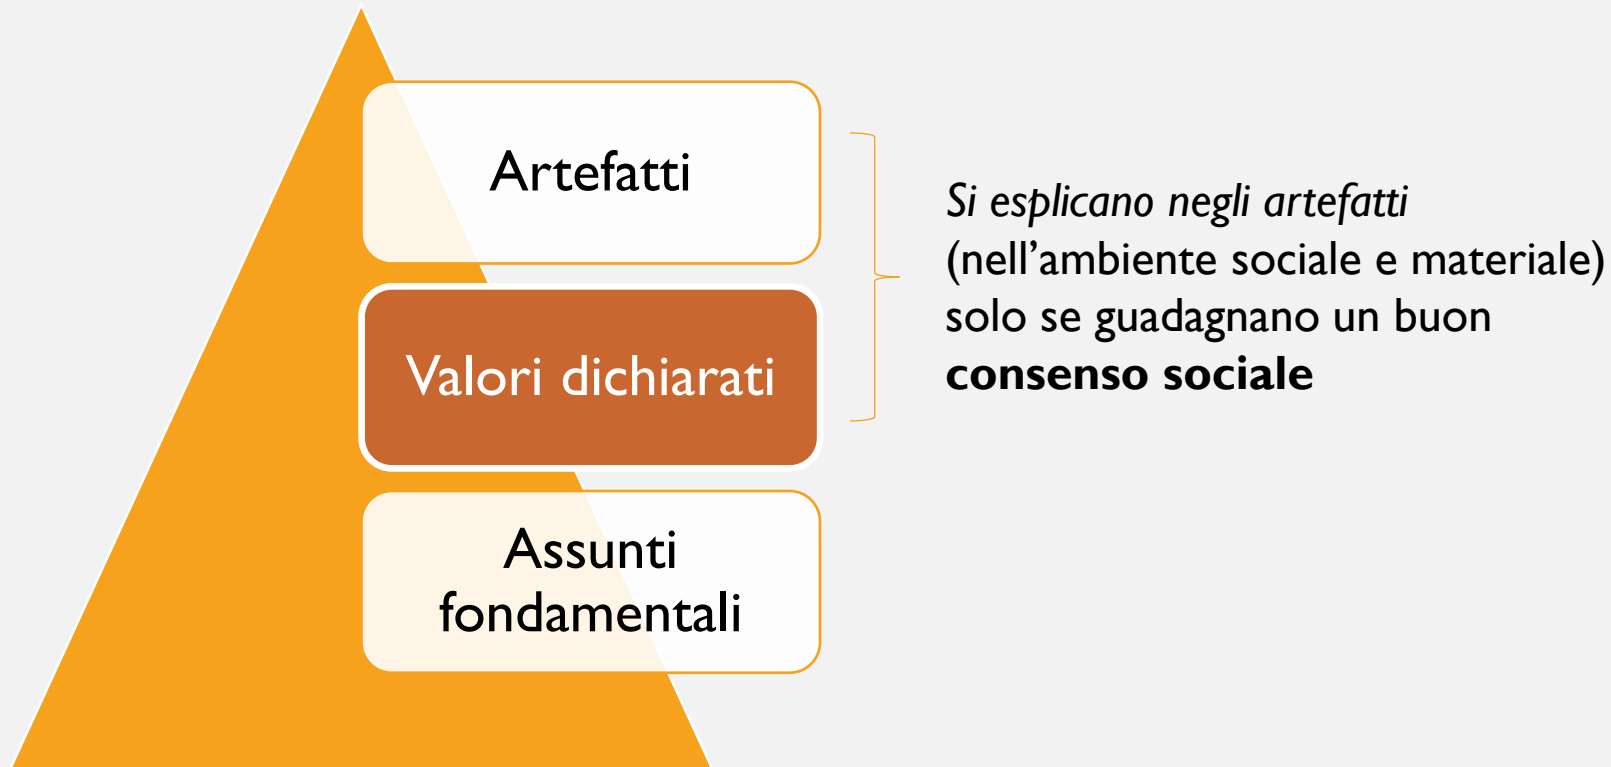 Artefatti
Valori dichiarati
Assunti
fondamentali
Si esplicano negli artefatti
(nell’ambiente sociale e materiale)
solo se guadagnano un buon
consenso sociale